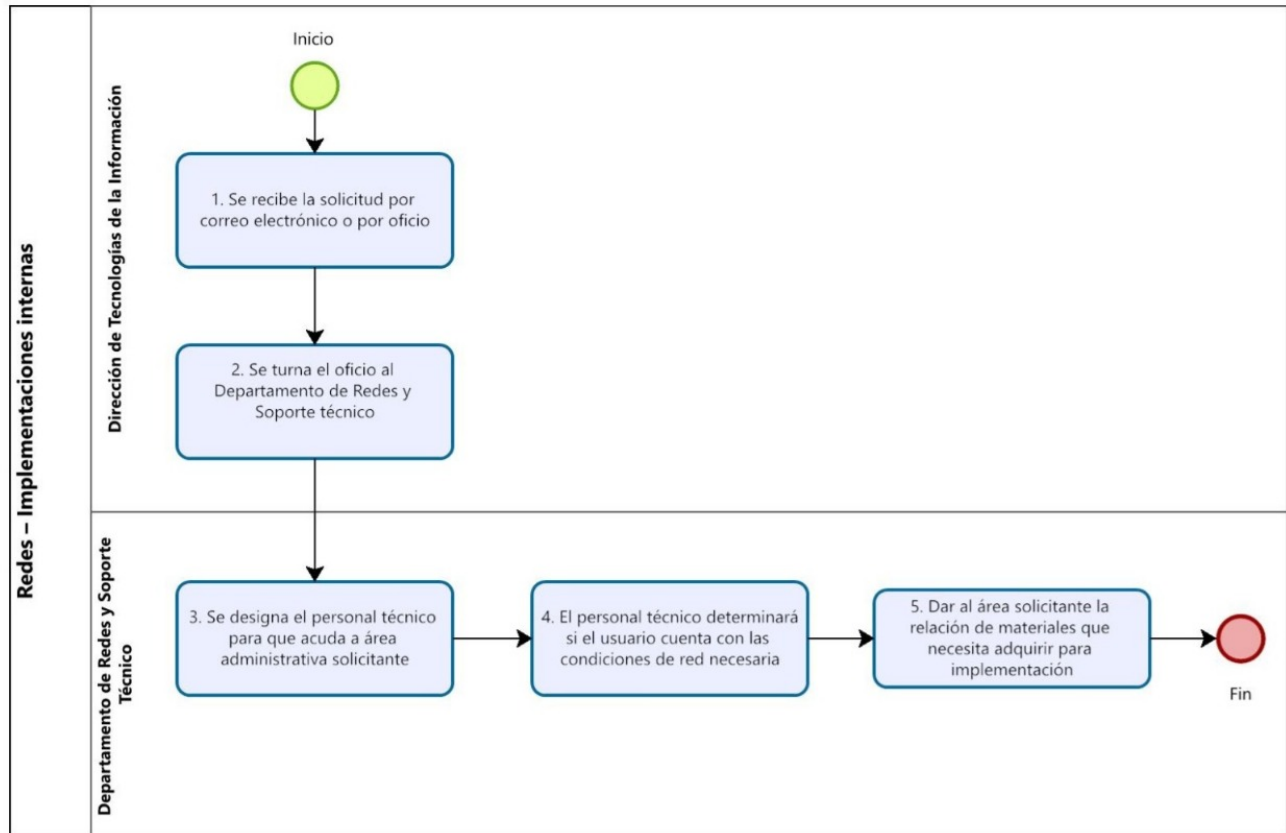 Redes – Implementaciones internas
Dirección de Tecnologías de la Información
Inicio
1. Se recibe la solicitud por
correo electrónico o por oficio
2. Se turna el oficio al
Departamento de Redes y
Soporte técnico
Departamento de Redes y Soporte
Técnico
3. Se designa el personal técnico
para que acuda a área
administrativa solicitante
4. El personal técnico determinará
si el usuario cuenta con las
condiciones de red necesaria
5. Dar al área solicitante la
relación de materiales que
necesita adquirir para
implementación
Fin